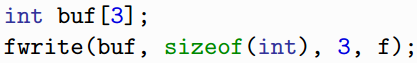 int buf[3];
fwrite(buf, sizeof(int), 3, f);